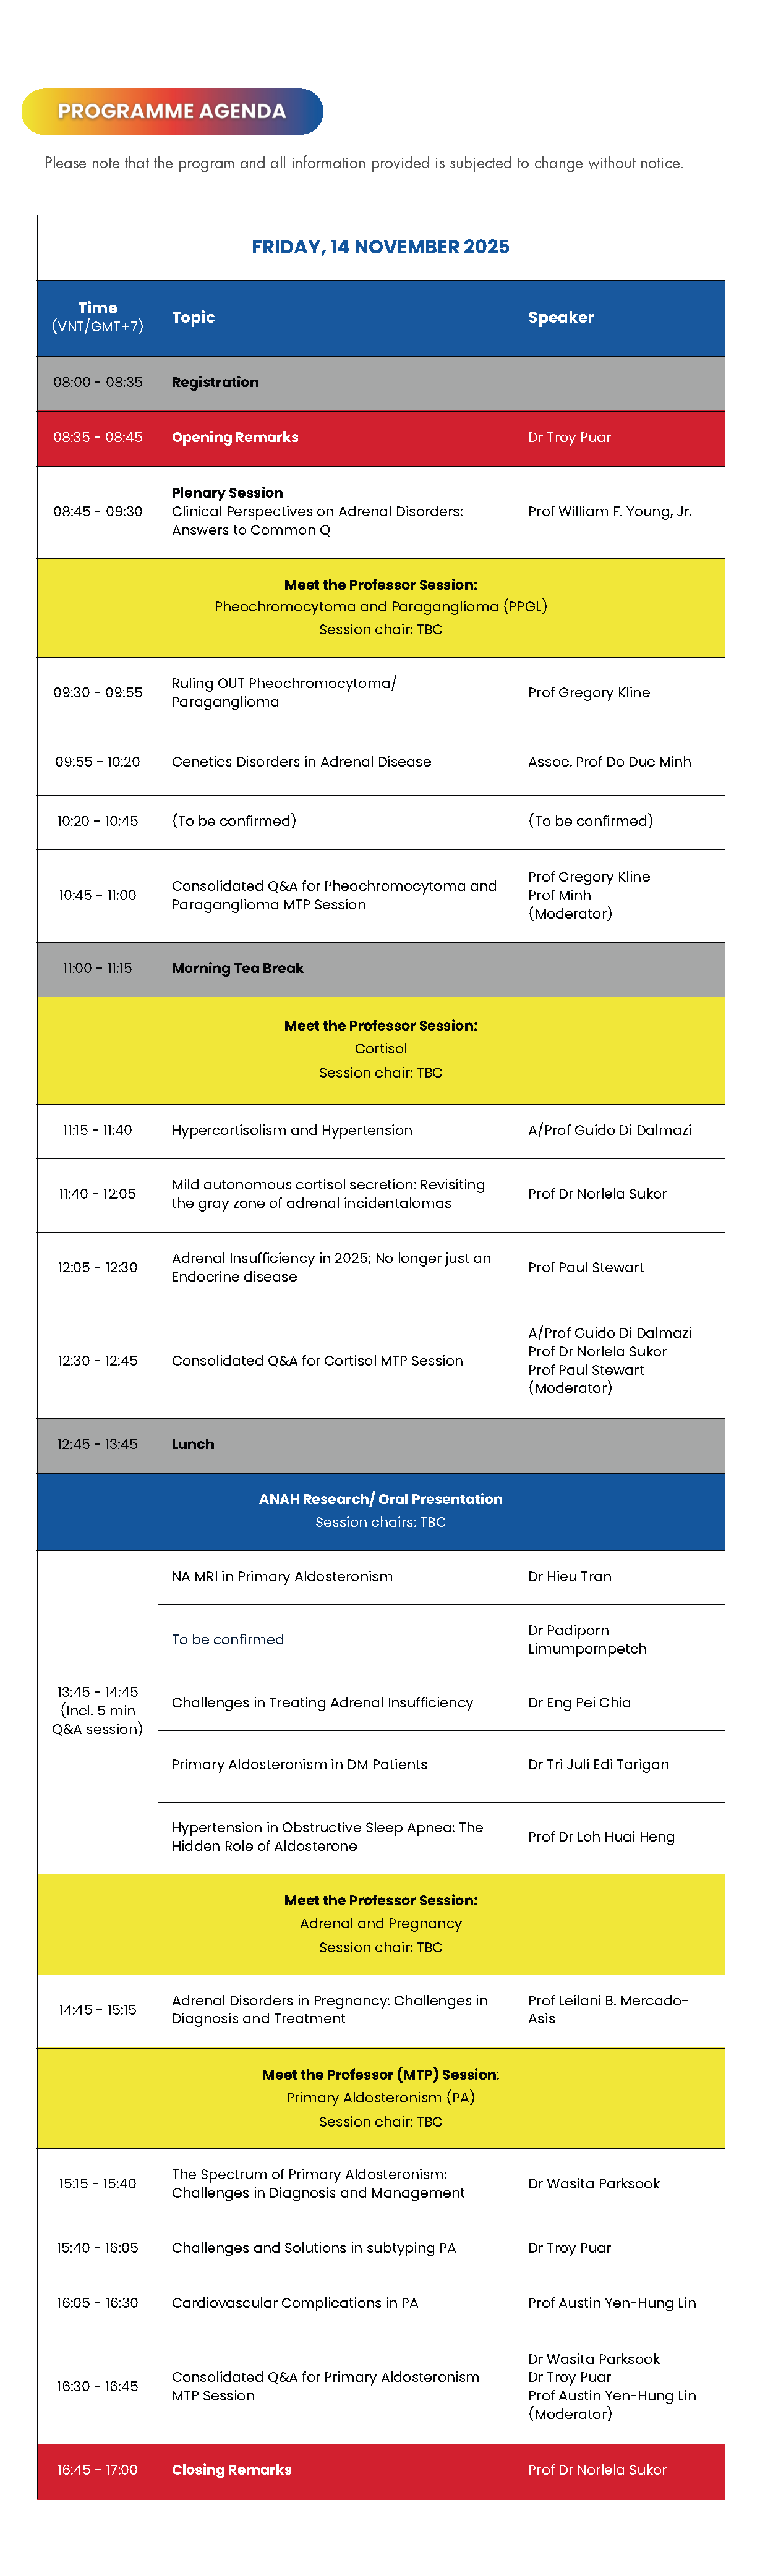 PROGRAMME AGENDA
Please note that the program and all information provided is subjected to change without notice.
FRIDAY, 14 NOVEMBER 2025
Time
(VNT/GMT+7)
Topic
Speaker
08:00 - 08:35
Registration
08:35 - 08:45
Opening Remarks
Dr Troy Puar
08:45 - 09:30
Plenary Session
Clinical Perspectives on Adrenal Disorders:
Answers to Common Q
Prof William F. Young, Jr.
Meet the Professor Session:
Pheochromocytoma and Paraganglioma (PPGL)
Session chair: TBC
09:30 - 09:55
Ruling OUT Pheochromocytoma/
Paraganglioma
Prof Gregory Kline
09:55 - 10:20
Genetics Disorders in Adrenal Disease
Assoc. Prof Do Duc Minh
10:20 - 10:45
(To be confirmed)
(To be confirmed)
10:45 - 11:00
Consolidated Q&A for Pheochromocytoma and
Paraganglioma MTP Session
Prof Gregory Kline
Prof Minh
(Moderator)
11:00 - 11:15
Morning Tea Break
Meet the Professor Session:
Cortisol
Session chair: TBC
11:15 - 11:40
Hypercortisolism and Hypertension
A/Prof Guido Di Dalmazi
11:40 - 12:05
Mild autonomous cortisol secretion: Revisiting
the gray zone of adrenal incidentalomas
Prof Dr Norlela Sukor
12:05 - 12:30
Adrenal Insufficiency in 2025; No longer just an
Endocrine disease
Prof Paul Stewart
12:30 - 12:45
Consolidated Q&A for Cortisol MTP Session
A/Prof Guido Di Dalmazi
Prof Dr Norlela Sukor
Prof Paul Stewart
(Moderator)
12:45 - 13:45
Lunch
ANAH Research/ Oral Presentation
Session chairs: TBC
13:45 - 14:45
(Incl. 5 min
Q&A session)
NA MRI in Primary Aldosteronism
Dr Hieu Tran
To be confirmed
Dr Padiporn
Limumpornpetch
Challenges in Treating Adrenal Insufficiency
Dr Eng Pei Chia
Primary Aldosteronism in DM Patients
Dr Tri Juli Edi Tarigan
Hypertension in Obstructive Sleep Apnea: The
Hidden Role of Aldosterone
Prof Dr Loh Huai Heng
Meet the Professor Session:
Adrenal and Pregnancy
Session chair: TBC
14:45 - 15:15
Adrenal Disorders in Pregnancy: Challenges in
Diagnosis and Treatment
Prof Leilani B. Mercado-
Asis
Meet the Professor (MTP) Session:
Primary Aldosteronism (PA)
Session chair: TBC
15:15 - 15:40
The Spectrum of Primary Aldosteronism:
Challenges in Diagnosis and Management
Dr Wasita Parksook
15:40 - 16:05
Challenges and Solutions in subtyping PA
Dr Troy Puar
16:05 - 16:30
Cardiovascular Complications in PA
Prof Austin Yen-Hung Lin
16:30 - 16:45
Consolidated Q&A for Primary Aldosteronism
MTP Session
Dr Wasita Parksook
Dr Troy Puar
Prof Austin Yen-Hung Lin
(Moderator)
16:45 - 17:00
Closing Remarks
Prof Dr Norlela Sukor